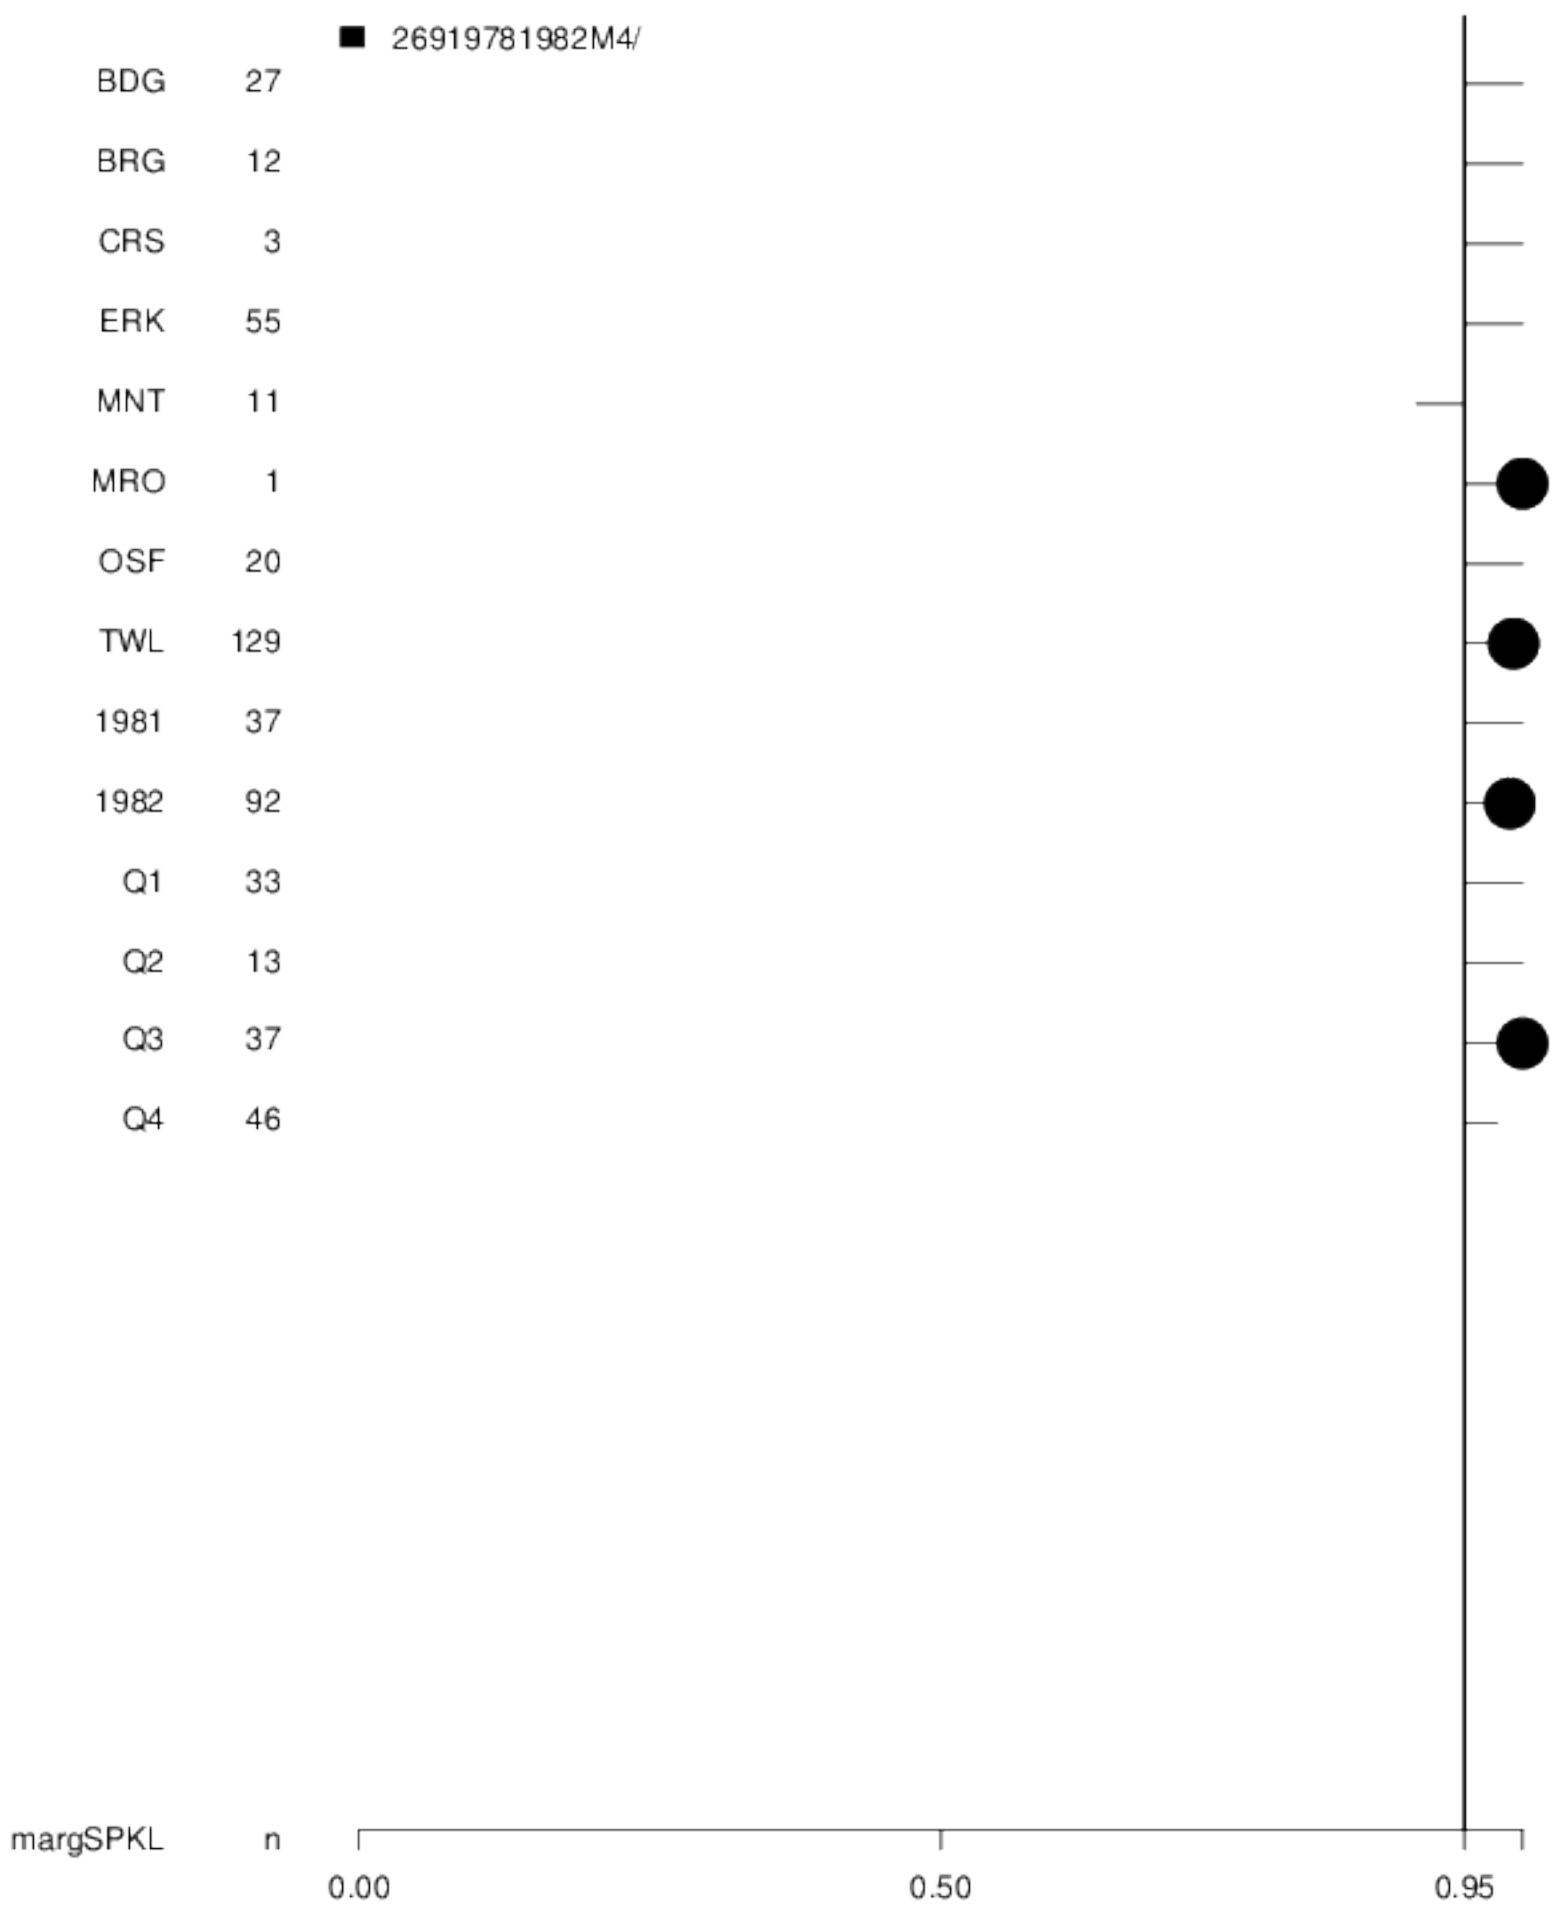 26919781982M4/
BDG 27
BRG 12
CRS 3
ERK 55
MNT 11
MRO 1
OSF 20
TWL 129
1981 37
1982 92
Q1 33
Q2 13
Q3 37
Q4 46
margSPKL n
0.00 0.50 0.95